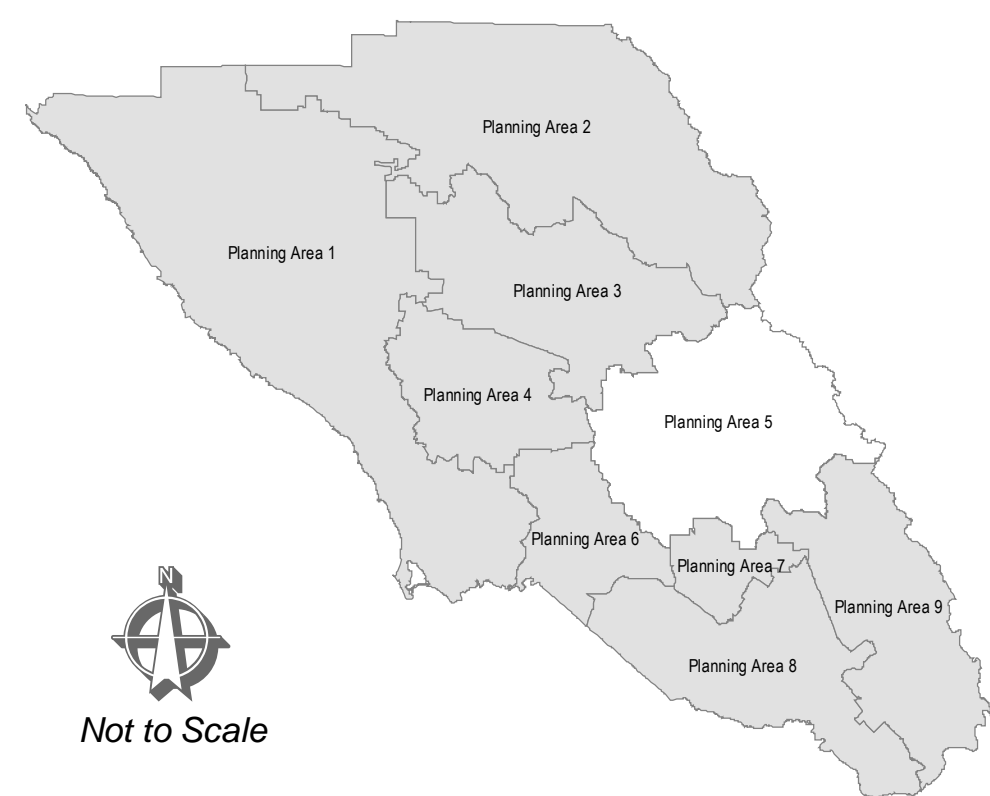 Planning Area 2
Planning Area 1
Planning Area 3
Planning Area 4
Planning Area 5
Planning Area 6
Planning Area 7
Planning Area 9
Planning Area 8
N
Not to Scale